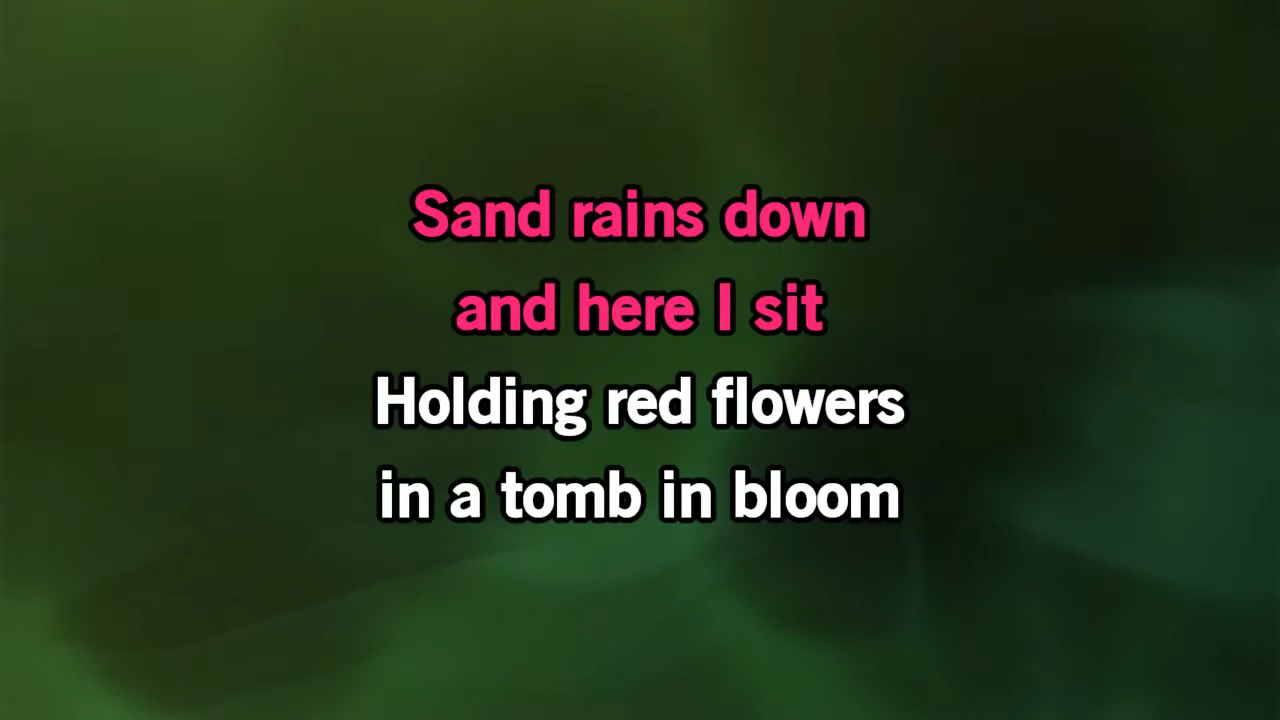 Sand rains down
and here I sit
Holding red flowers
in a tomb in bloom